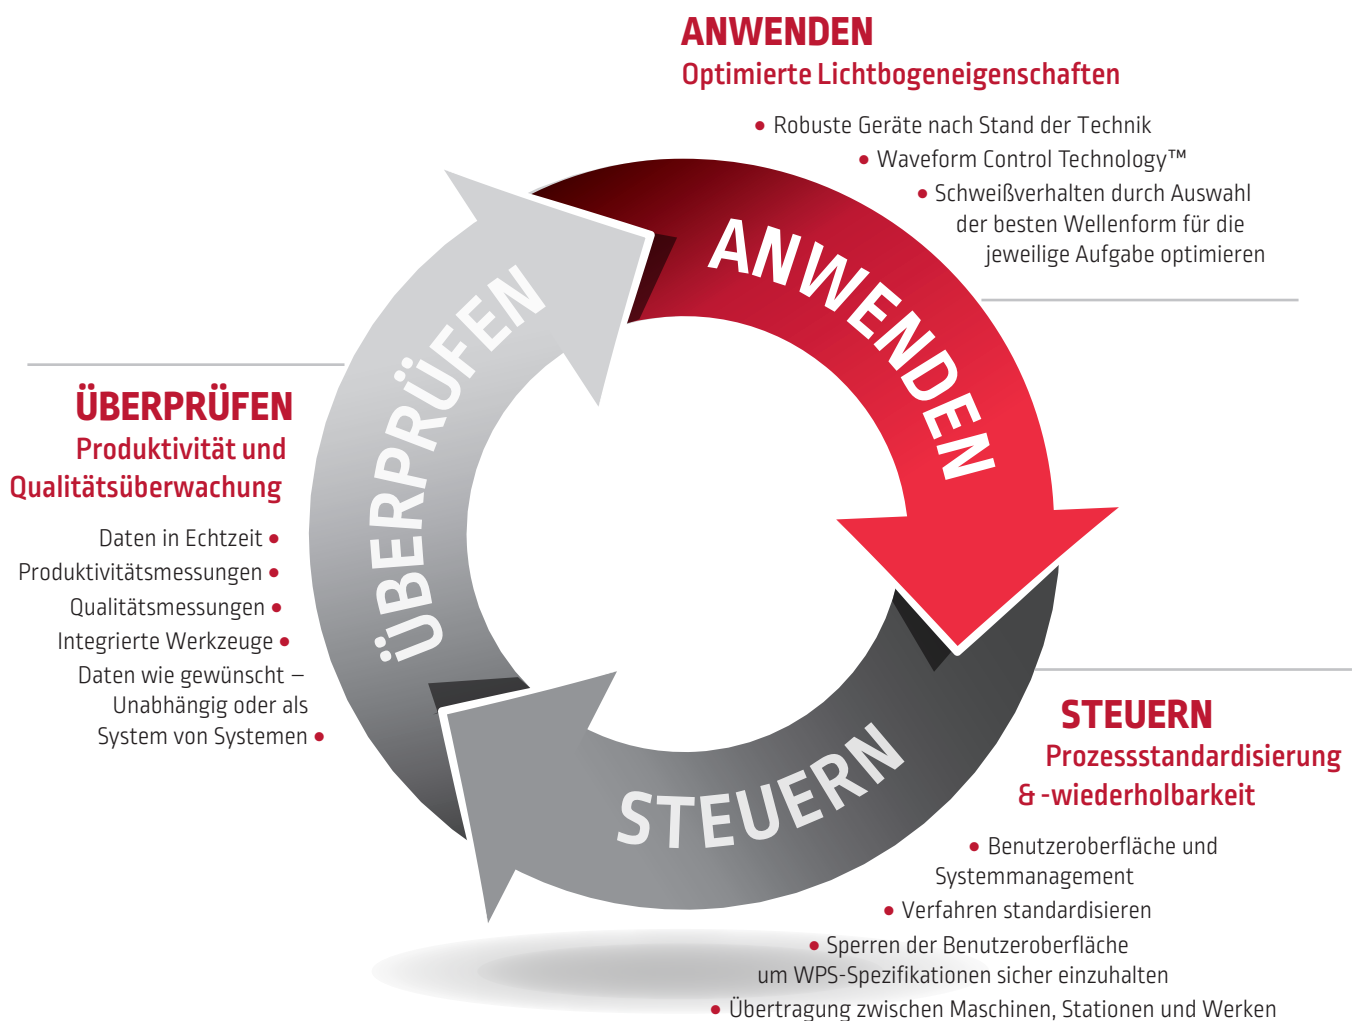 ANWENDEN
Optimierte Lichtbogeneigenschaften
• Robuste Geräte nach Stand der Technik
• Waveform Control Technology™
• Schweißverhalten durch Auswahl
der besten Wellenform für die
jeweilige Aufgabe optimieren
ANWENDEN
ÜBERPRÜFEN
STEUERN
ÜBERPRÜFEN
Produktivität und
Qualitätsüberwachung
Daten in Echtzeit •
Produktivitätsmessungen •
Qualitätsmessungen •
Integrierte Werkzeuge •
Daten wie gewünscht –
Unabhängig oder als
System von Systemen •
STEUERN
Prozessstandardisierung
& -wiederholbarkeit
• Benutzeroberfläche und
Systemmanagement
• Verfahren standardisieren
• Sperren der Benutzeroberfläche
um WPS-Spezifikationen sicher einzuhalten
• Übertragung zwischen Maschinen, Stationen und Werken